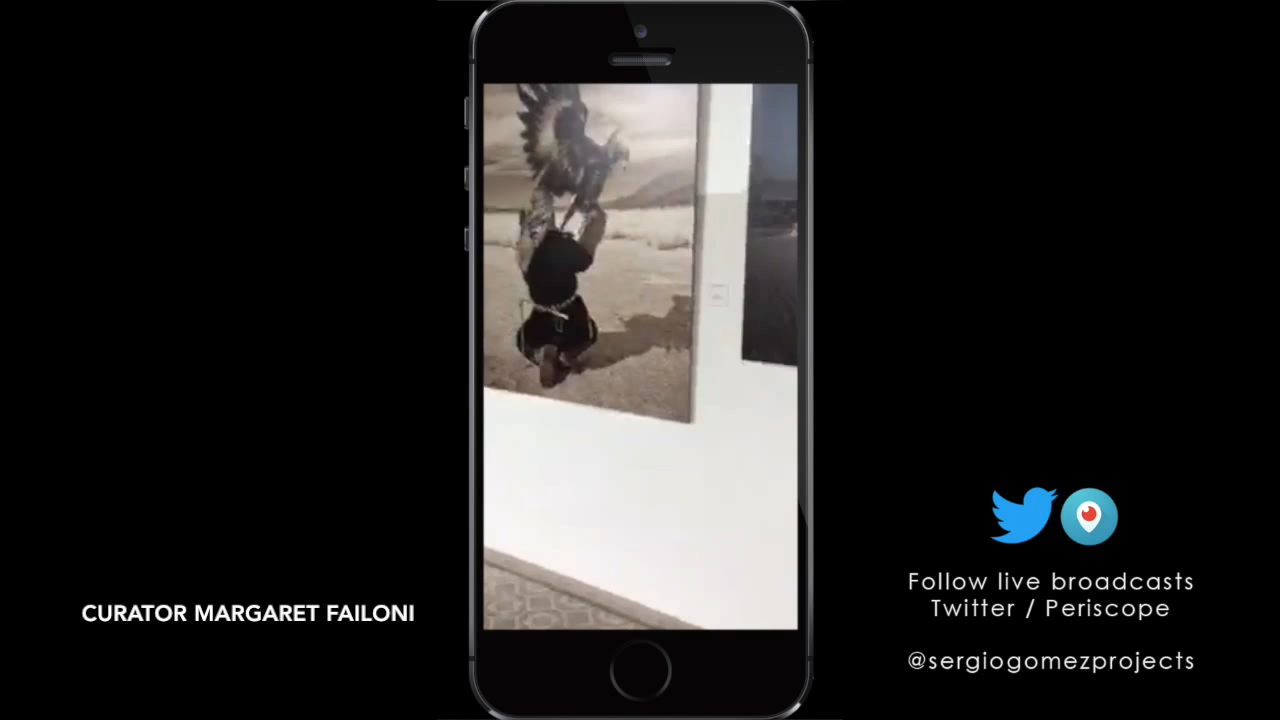 CURATOR MARGARET FAILONI
Follow live broadcasts
Twitter / Periscope
@sergiogomezprojects